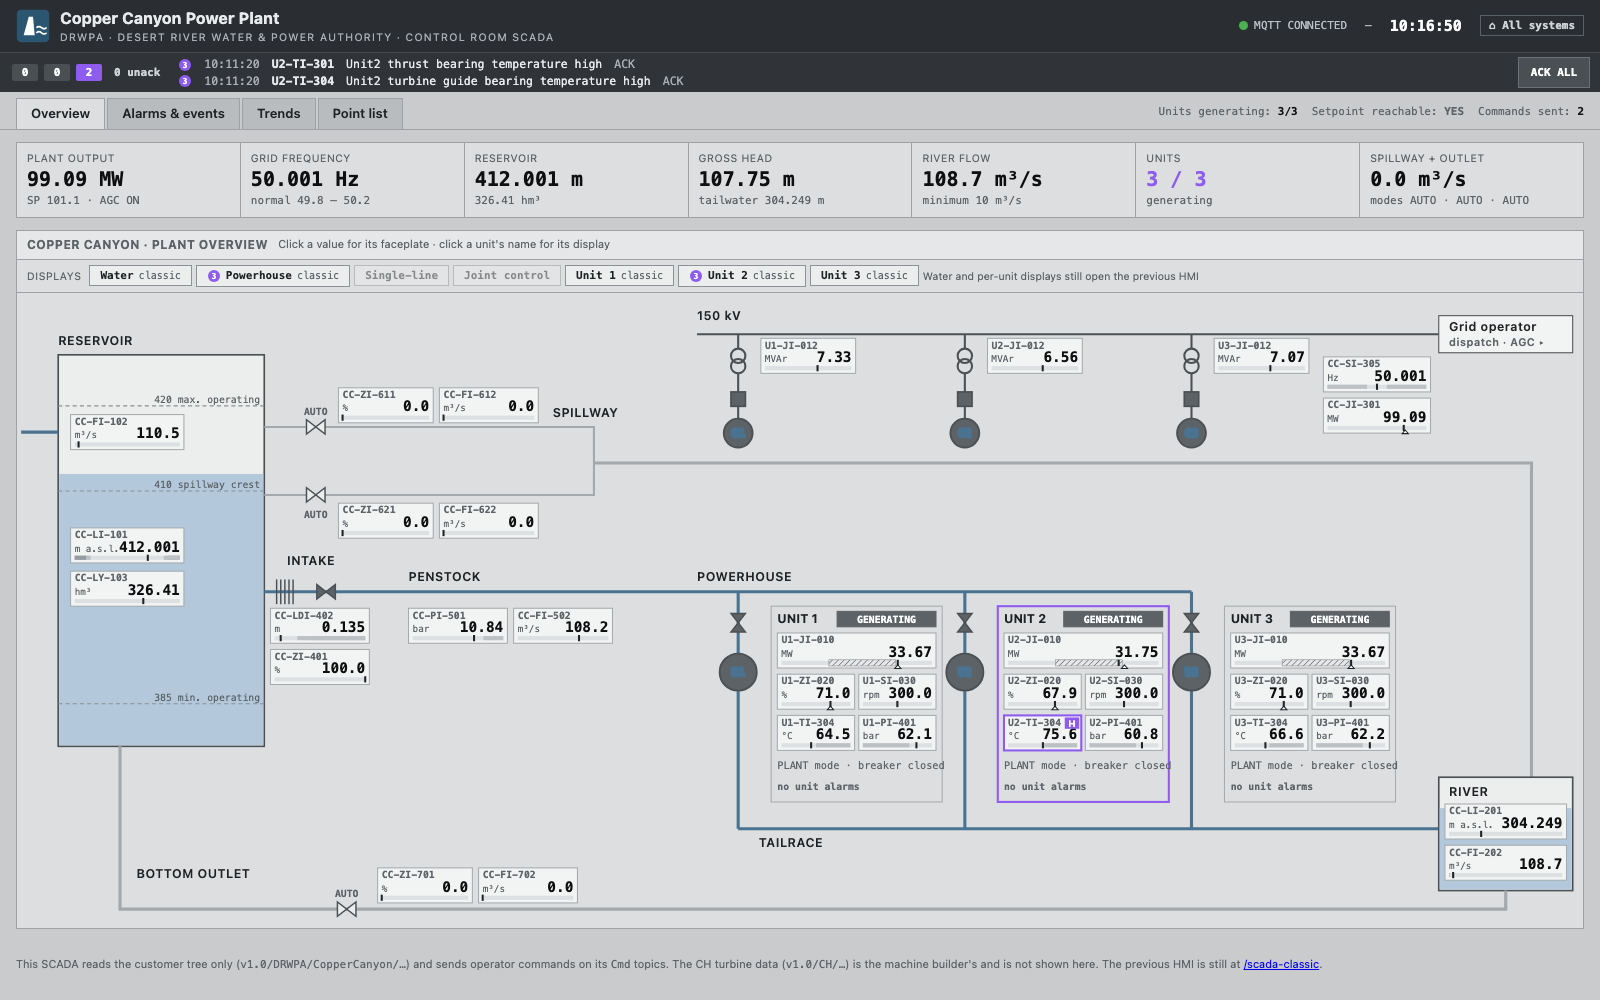 Copper Canyon Power Plant
DRWPA · DESERT RIVER WATER & POWER AUTHORITY · CONTROL ROOM SCADA
MQTT CONNECTED — 10:16:50 ⌂ All systems
0 0 2 0 unack
3 10:11:20 U2-TI-301 Unit2 thrust bearing temperature high ACK
3 10:11:20 U2-TI-304 Unit2 turbine guide bearing temperature high ACK
ACK ALL
Overview Alarms & events Trends Point list
Units generating: 3/3 Setpoint reachable: YES Commands sent: 2
PLANT OUTPUT
99.09 MW
SP 101.1 · AGC ON
GRID FREQUENCY
50.001 Hz
normal 49.8 – 50.2
RESERVOIR
412.001 m
326.41 hm³
GROSS HEAD
107.75 m
tailwater 304.249 m
RIVER FLOW
108.7 m³/s
minimum 10 m³/s
UNITS
3 / 3
generating
SPILLWAY + OUTLET
0.0 m³/s
modes AUTO · AUTO · AUTO
COPPER CANYON · PLANT OVERVIEW Click a value for its faceplate · click a unit's name for its display
DISPLAYS Water classic 3 Powerhouse classic Single-line Joint control Unit 1 classic 3 Unit 2 classic Unit 3 classic Water and per-unit displays still open the previous HMI
150 kV
Grid operator
dispatch · AGC ▸
RESERVOIR
420 max. operating
CC-FI-102
m³/s 110.5
410 spillway crest
CC-LI-101
m a.s.l. 412.001
CC-LY-103
hm³ 326.41
385 min. operating
AUTO
CC-ZI-611
% 0.0
CC-FI-612
m³/s 0.0
SPILLWAY
AUTO
CC-ZI-621
% 0.0
CC-FI-622
m³/s 0.0
INTAKE
CC-LDI-402
m 0.135
CC-ZI-401
% 100.0
PENSTOCK
CC-PI-501
bar 10.84
CC-FI-502
m³/s 108.2
U1-JI-012
MVAr 7.33
U2-JI-012
MVAr 6.56
U3-JI-012
MVAr 7.07
CC-SI-305
Hz 50.001
CC-JI-301
MW 99.09
POWERHOUSE
UNIT 1 GENERATING
U1-JI-010
MW 33.67
U1-ZI-020
% 71.0
U1-SI-030
rpm 300.0
U1-TI-304
°C 64.5
U1-PI-401
bar 62.1
PLANT mode · breaker closed
no unit alarms
UNIT 2 GENERATING
U2-JI-010
MW 31.75
U2-ZI-020
% 67.9
U2-SI-030
rpm 300.0
U2-TI-304 H
°C 75.6
U2-PI-401
bar 60.8
PLANT mode · breaker closed
no unit alarms
UNIT 3 GENERATING
U3-JI-010
MW 33.67
U3-ZI-020
% 71.0
U3-SI-030
rpm 300.0
U3-TI-304
°C 66.6
U3-PI-401
bar 62.2
PLANT mode · breaker closed
no unit alarms
TAILRACE
RIVER
CC-LI-201
m a.s.l. 304.249
CC-FI-202
m³/s 108.7
BOTTOM OUTLET
AUTO
CC-ZI-701
% 0.0
CC-FI-702
m³/s 0.0
This SCADA reads the customer tree only (v1.0/DRWPA/CopperCanyon/…) and sends operator commands on its Cmd topics. The CH turbine data (v1.0/CH/…) is the machine builder's and is not shown here. The previous HMI is still at /scada-classic.